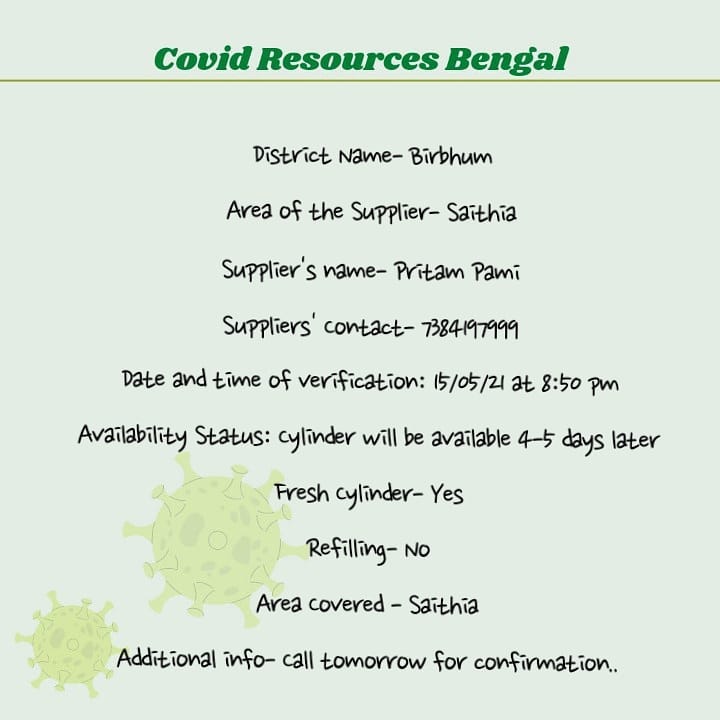 Covid Resources Bengal
District Name- Birbhum
Area of the Supplier- Saithia
Supplier's name- Pritam Pami
Suppliers' contact- 7384197999
Date and time of verification: 15/05/21 at 8:50 pm
Availability Status: cylinder will be available 4-5 days later
Fresh cylinder- Yes
Refilling- No
Area covered - Saithia
Additional info- call tomorrow for confirmation..